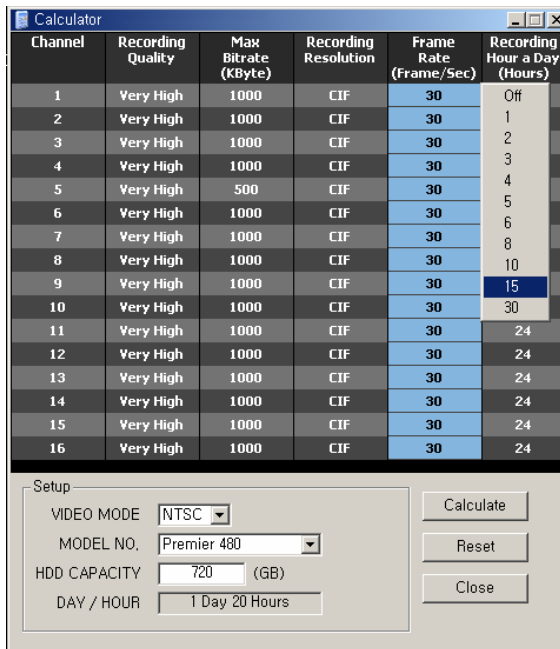 Calculator
Channel Recording Quality Max Bitrate (KByte) Recording Resolution Frame Rate (Frame/Sec) Recording Hour a Day (Hours)
1 Very High 1000 CIF 30
2 Very High 1000 CIF 30
3 Very High 1000 CIF 30
4 Very High 1000 CIF 30
5 Very High 500 CIF 30
6 Very High 1000 CIF 30
7 Very High 1000 CIF 30
8 Very High 1000 CIF 30
9 Very High 1000 CIF 30
10 Very High 1000 CIF 30
11 Very High 1000 CIF 30 24
12 Very High 1000 CIF 30 24
13 Very High 1000 CIF 30 24
14 Very High 1000 CIF 30 24
15 Very High 1000 CIF 30 24
16 Very High 1000 CIF 30 24
Off
1
2
3
4
5
6
8
10
15
30
Setup
VIDEO MODE NTSC
MODEL NO, Premier 480
HDD CAPACITY 720 (GB)
DAY / HOUR 1 Day 20 Hours
Calculate
Reset
Close